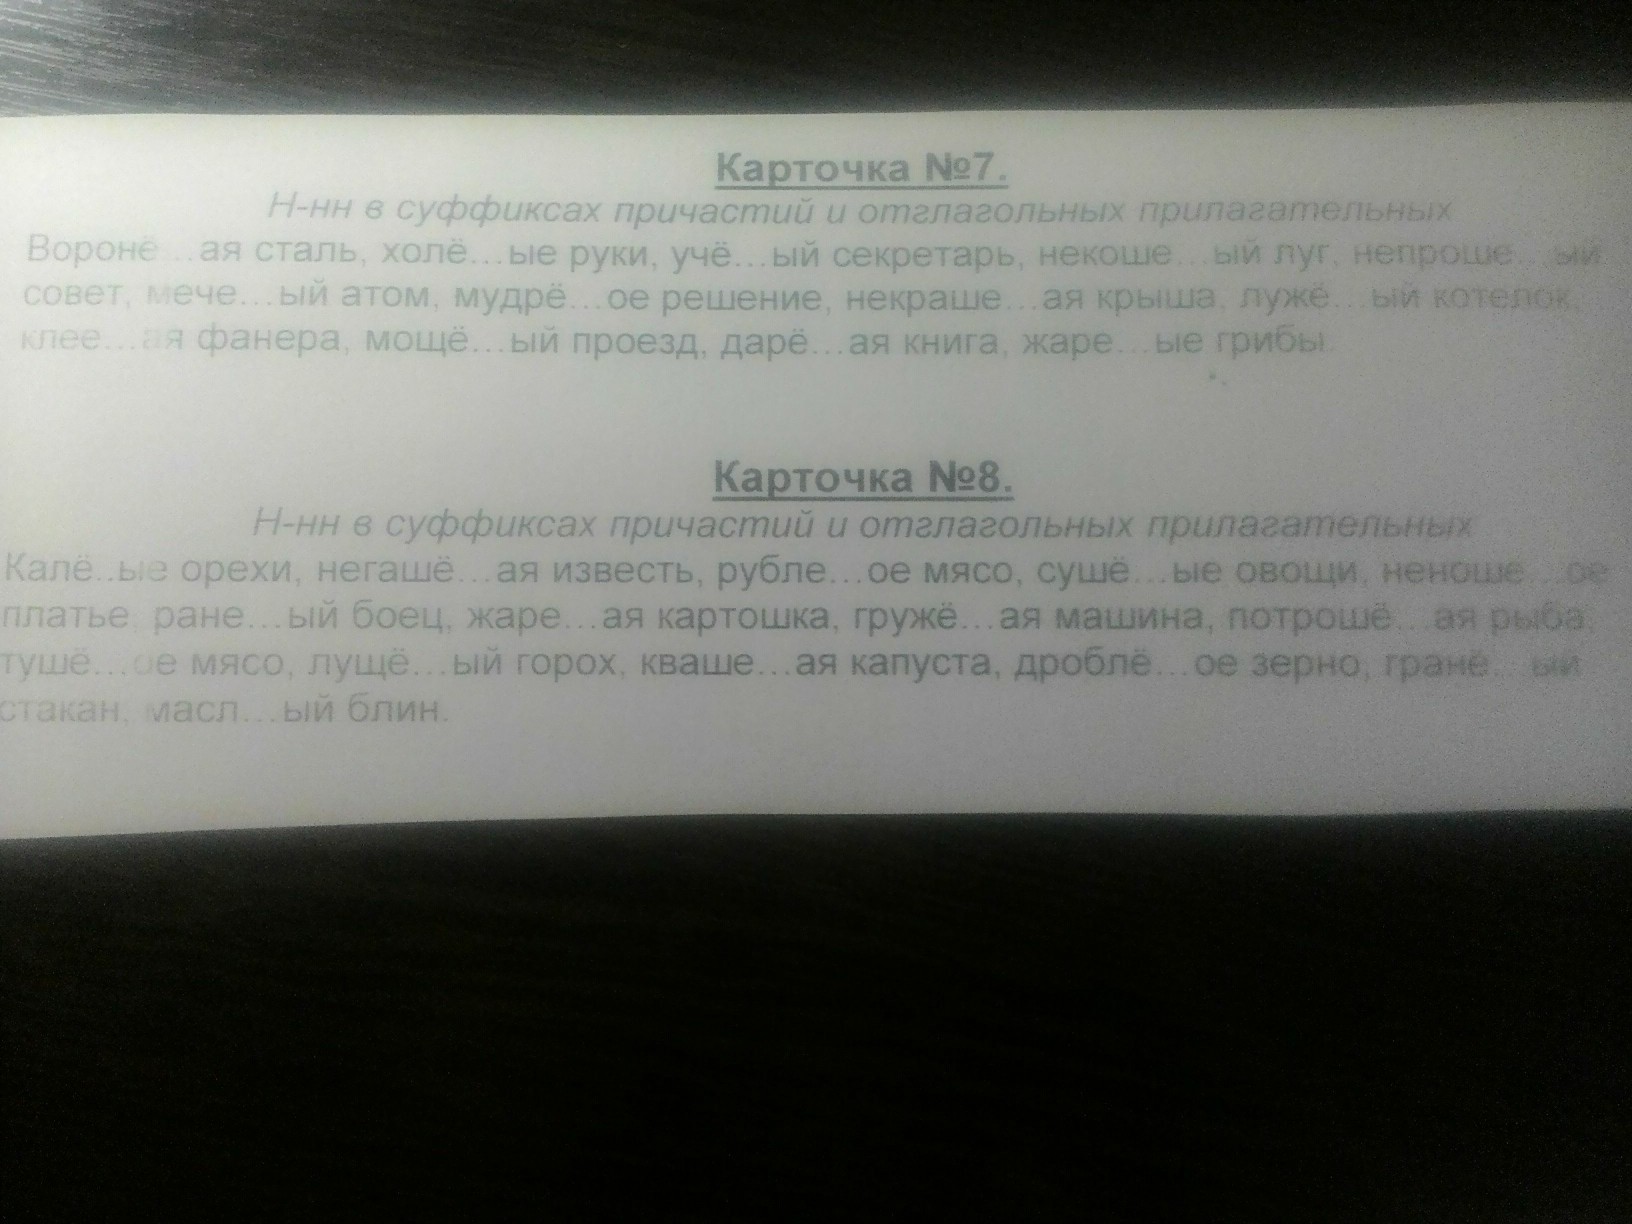 Карточка №7.
Н-нн в суффиксах причастий и отглагольных прилагательных
Воронё...ая сталь, холё...ые руки, учё...ый секретарь, некоше...ый луг, непроше...ый
совет, мече...ый атом, мудрё...ое решение, некраше...ая крыша, лужё...ый котелок,
клее...ая фанера, мощё...ый проезд, дарё...ая книга, жаре...ые грибы.
Карточка №8.
Н-нн в суффиксах причастий и отглагольных прилагательных
Калё..ые орехи, негашё...ая известь, рубле...ое мясо, сушё...ые овощи, неноше...ое
платье, ране...ый боец, жаре...ая картошка, гружё...ая машина, потрошё...ая рыба,
тушё...ое мясо, лущё...ый горох, кваше...ая капуста, дроблё...ое зерно, гранё...ый
стакан, масл...ый блин.